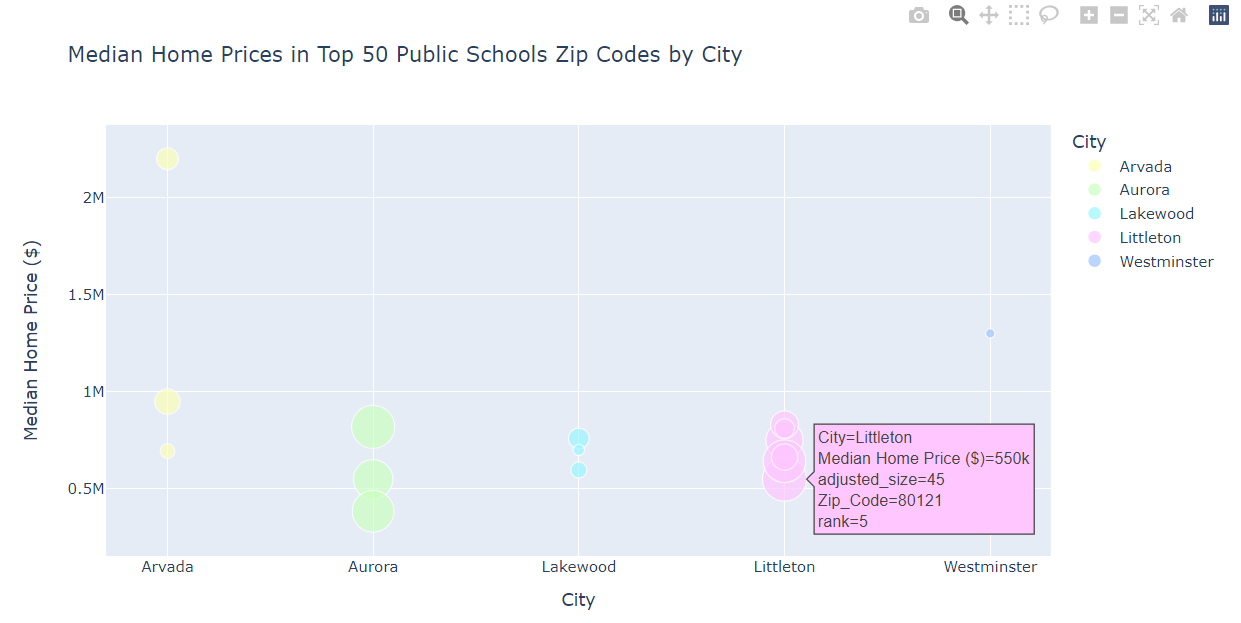 Median Home Prices in Top 50 Public Schools Zip Codes by City
City
Arvada
Aurora
Lakewood
Littleton
Westminster
Median Home Price ($)
2M
1.5M
1M
0.5M
City=Littleton
Median Home Price ($)=550k
adjusted_size=45
Zip_Code=80121
rank=5
Arvada
Aurora
Lakewood
Littleton
Westminster
City